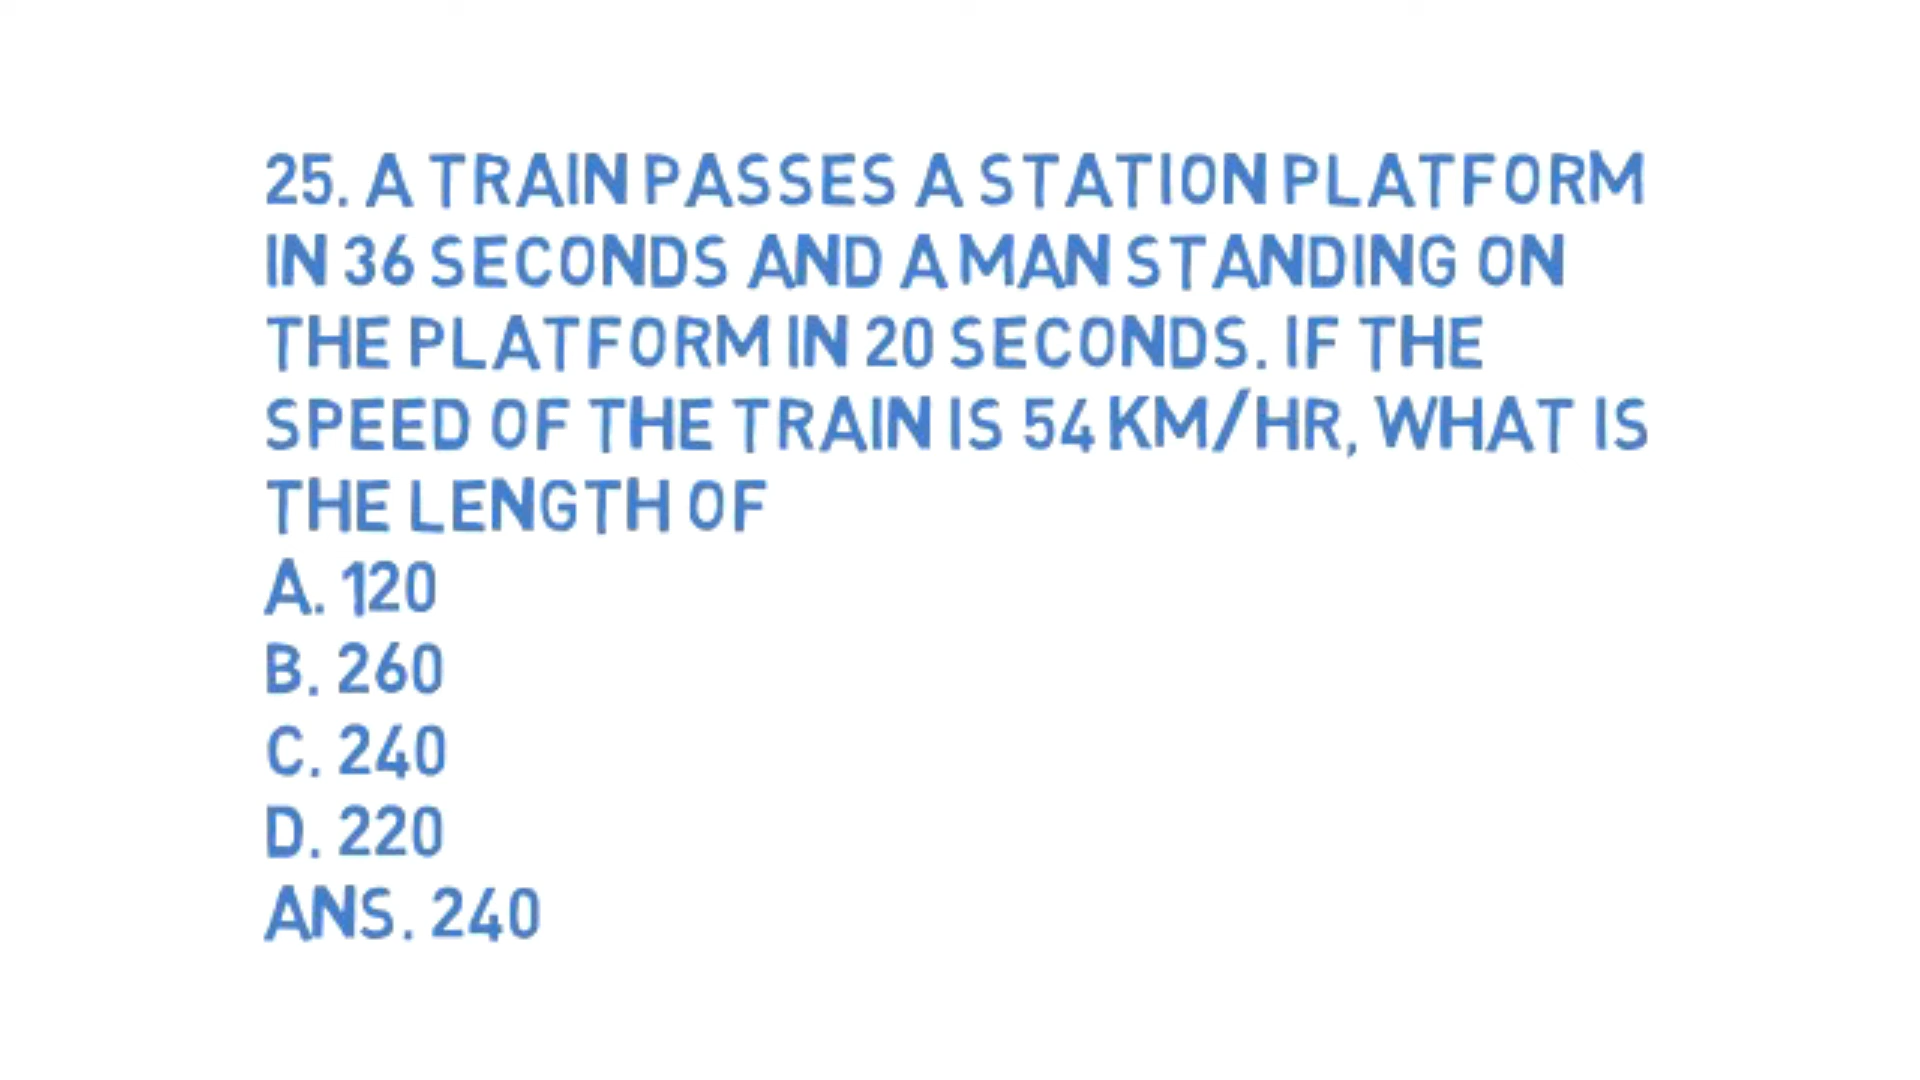 25. A TRAIN PASSES A STATION PLATFORM
IN 36 SECONDS AND A MAN STANDING ON
THE PLATFORM IN 20 SECONDS. IF THE
SPEED OF THE TRAIN IS 54 KM/HR, WHAT IS
THE LENGTH OF
A. 120
B. 260
C. 240
D. 220
ANS. 240